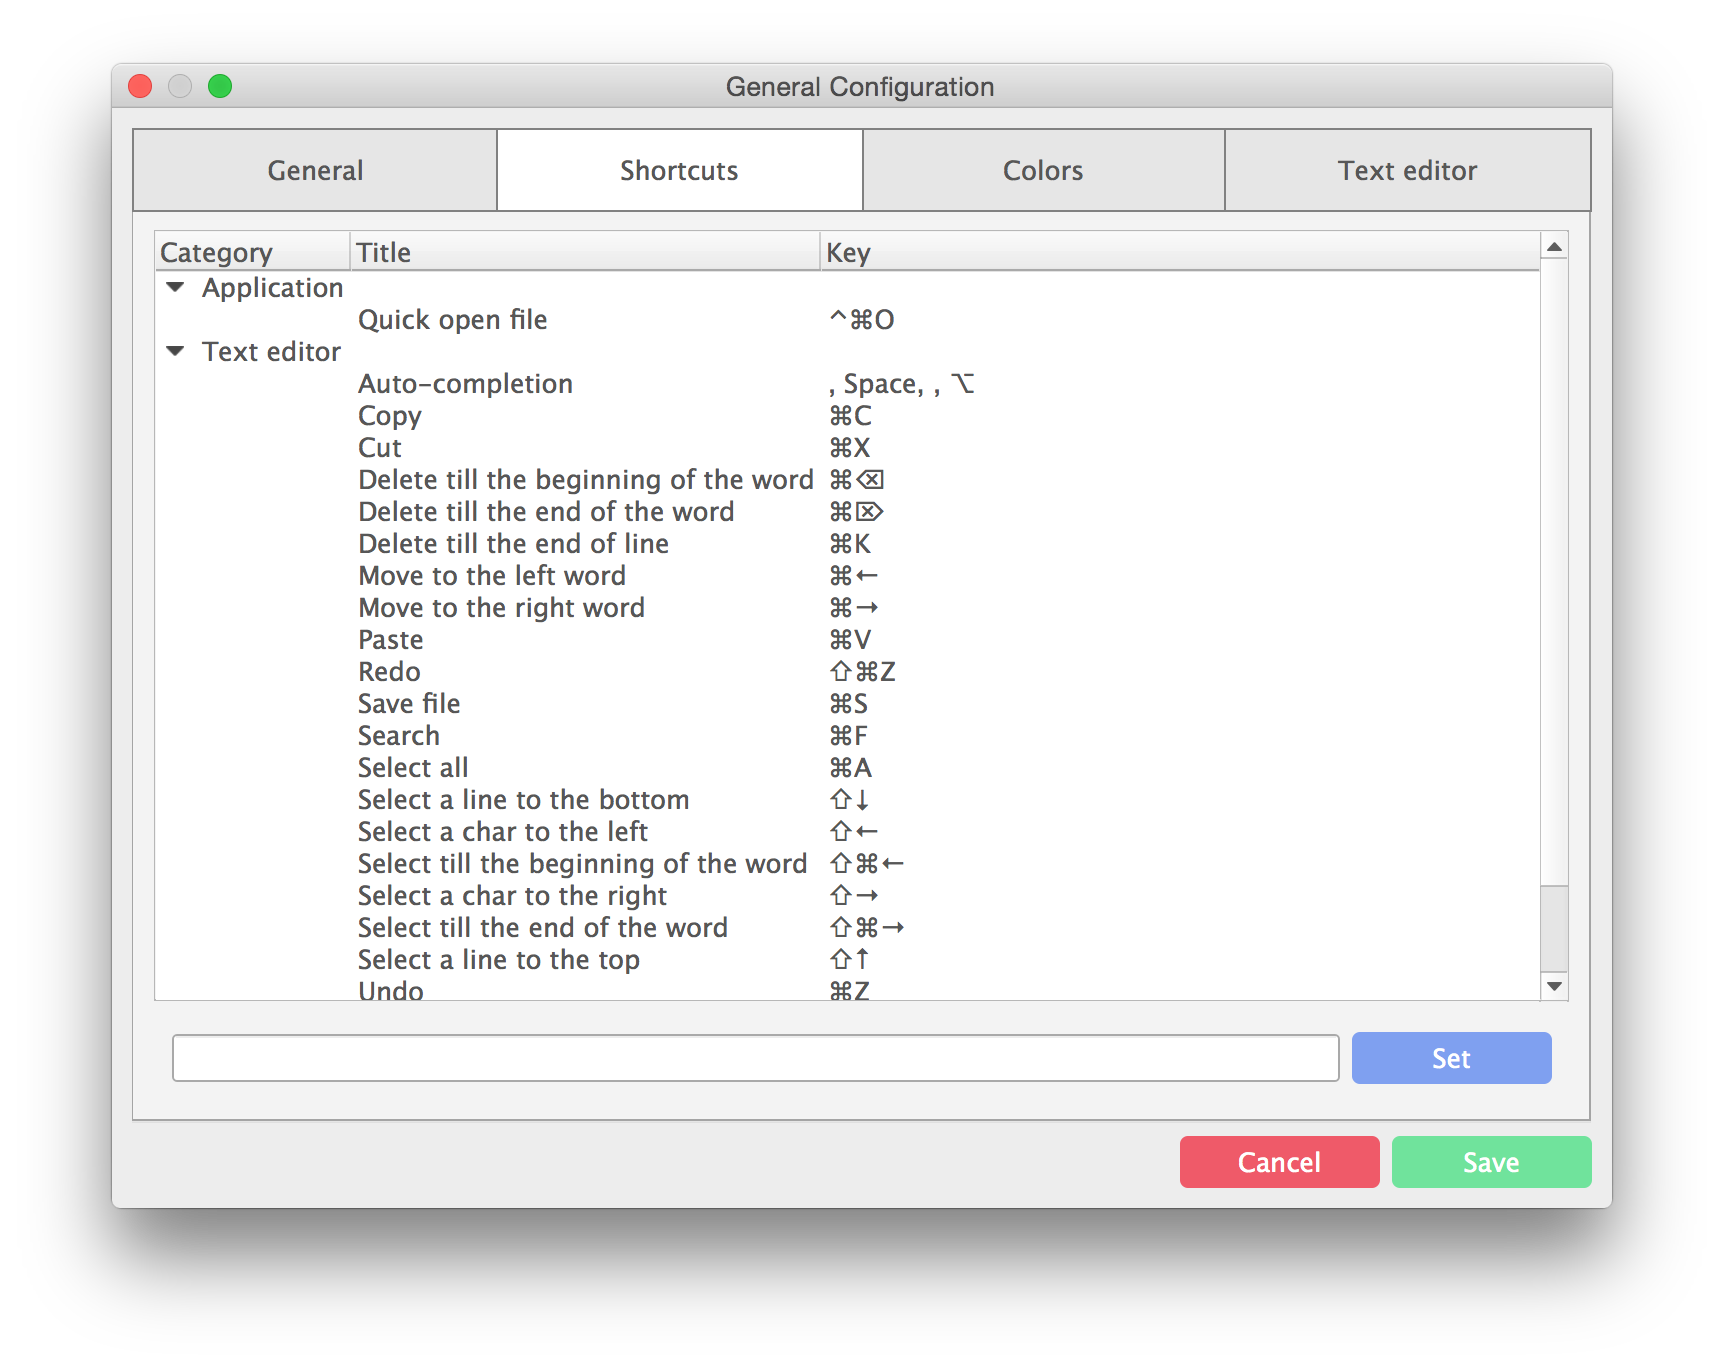 General Configuration
General Shortcuts Colors Text editor
Category Title Key
Application
Quick open file ^⌘O
Text editor
Auto-completion , Space, , ⌥
Copy ⌘C
Cut ⌘X
Delete till the beginning of the word ⌘⌫
Delete till the end of the word ⌘⌦
Delete till the end of line ⌘K
Move to the left word ⌘←
Move to the right word ⌘→
Paste ⌘V
Redo ⇧⌘Z
Save file ⌘S
Search ⌘F
Select all ⌘A
Select a line to the bottom ⇧↓
Select a char to the left ⇧←
Select till the beginning of the word ⇧⌘←
Select a char to the right ⇧→
Select till the end of the word ⇧⌘→
Select a line to the top ⇧↑
Undo ⌘Z
Set
Cancel Save